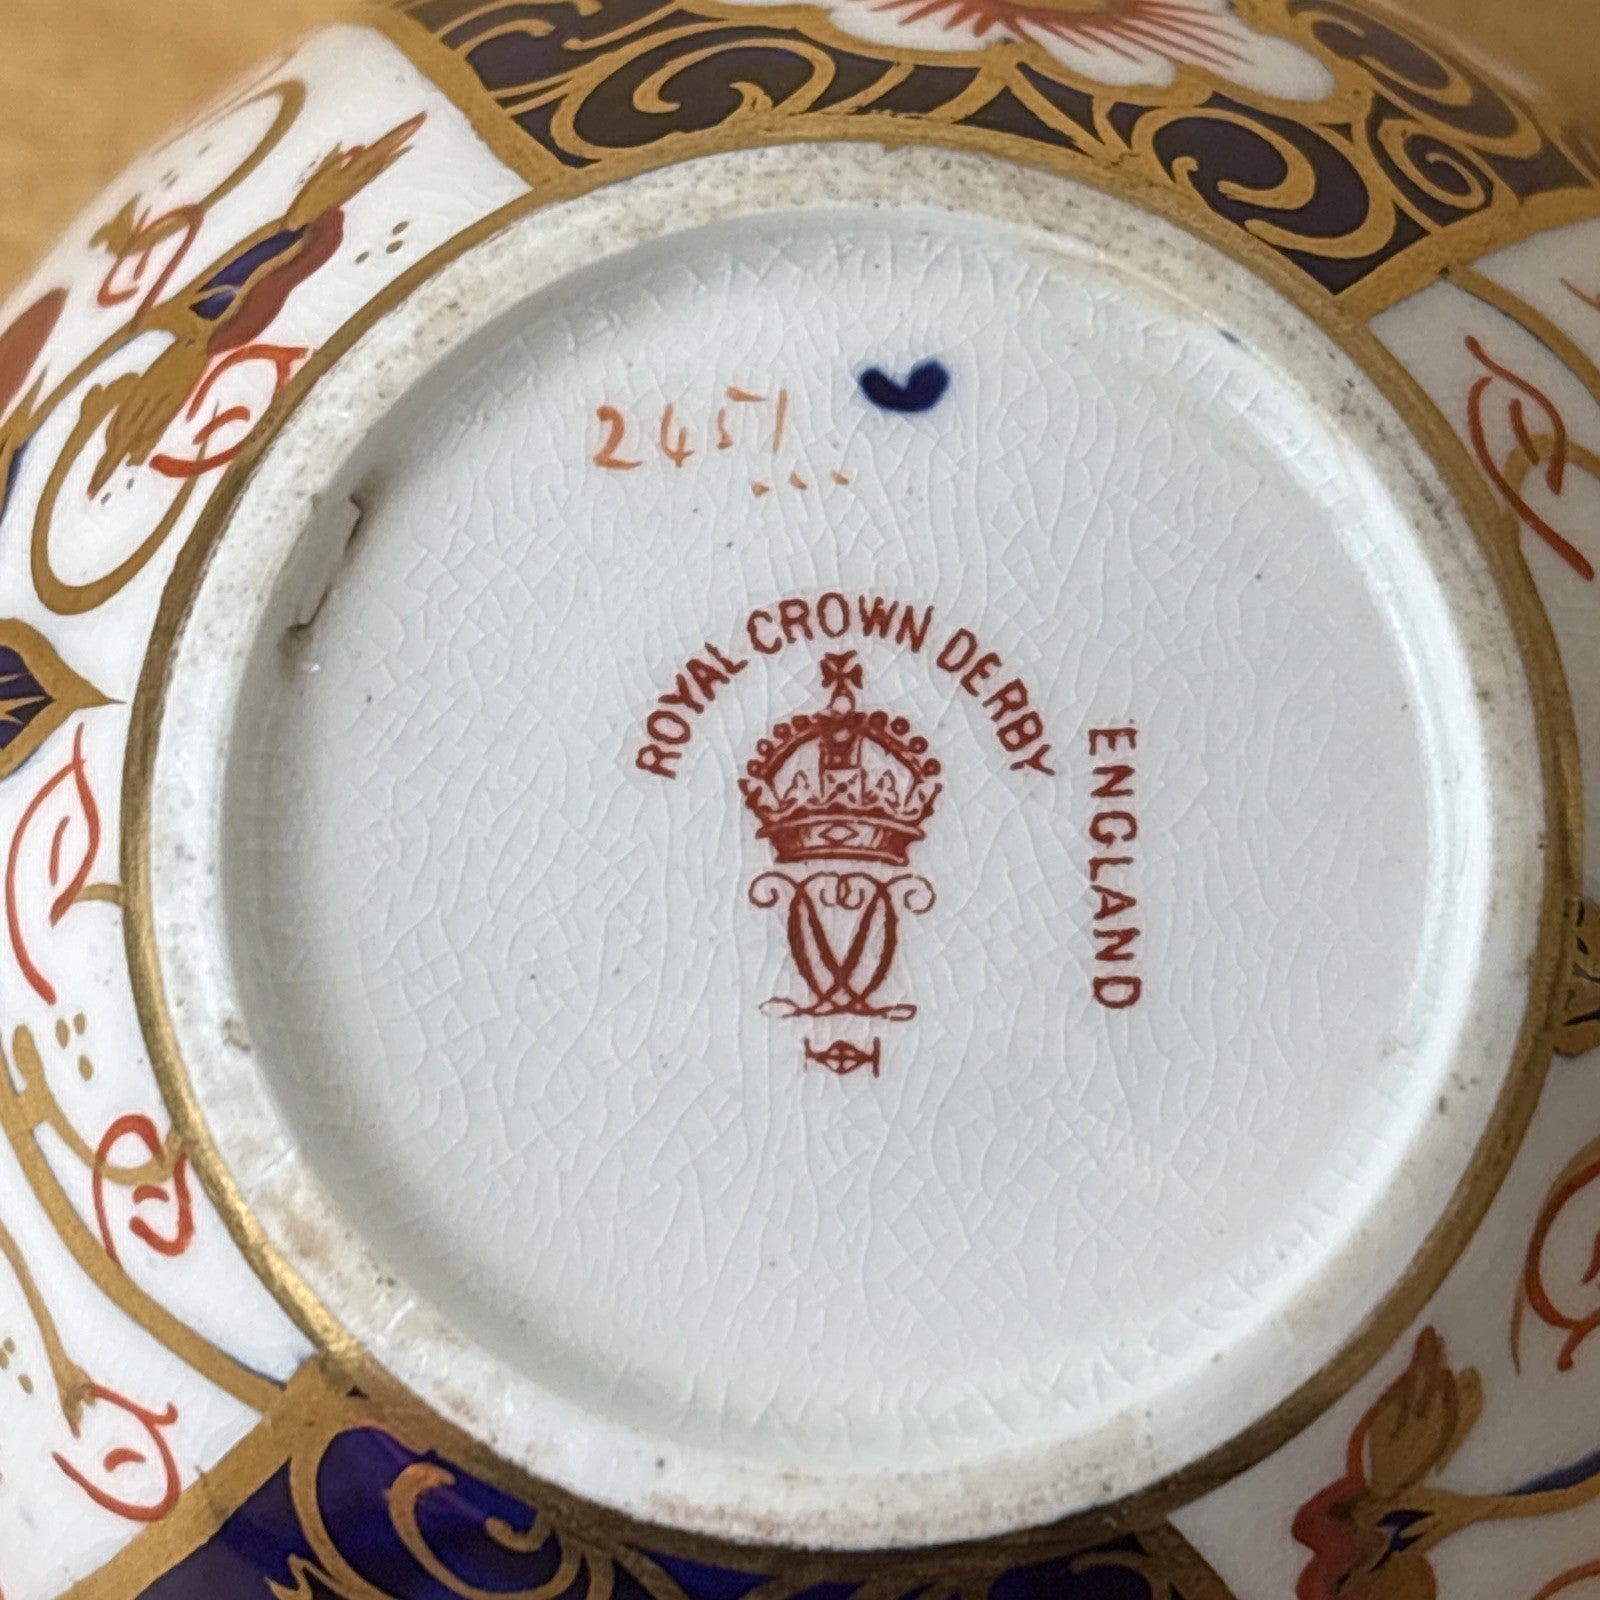 2451
ROYAL CROWN DERBY
ENGLAND